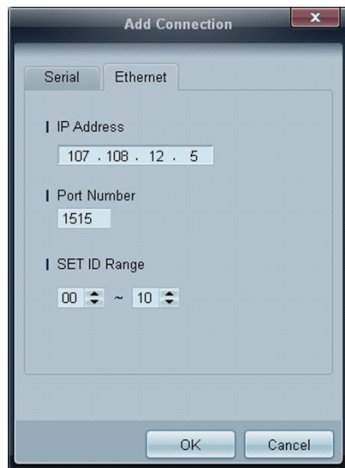 Add Connection
Serial Ethernet
IP Address
107 . 108 . 12 . 5
Port Number
1515
SET ID Range
00 ~ 10
OK Cancel